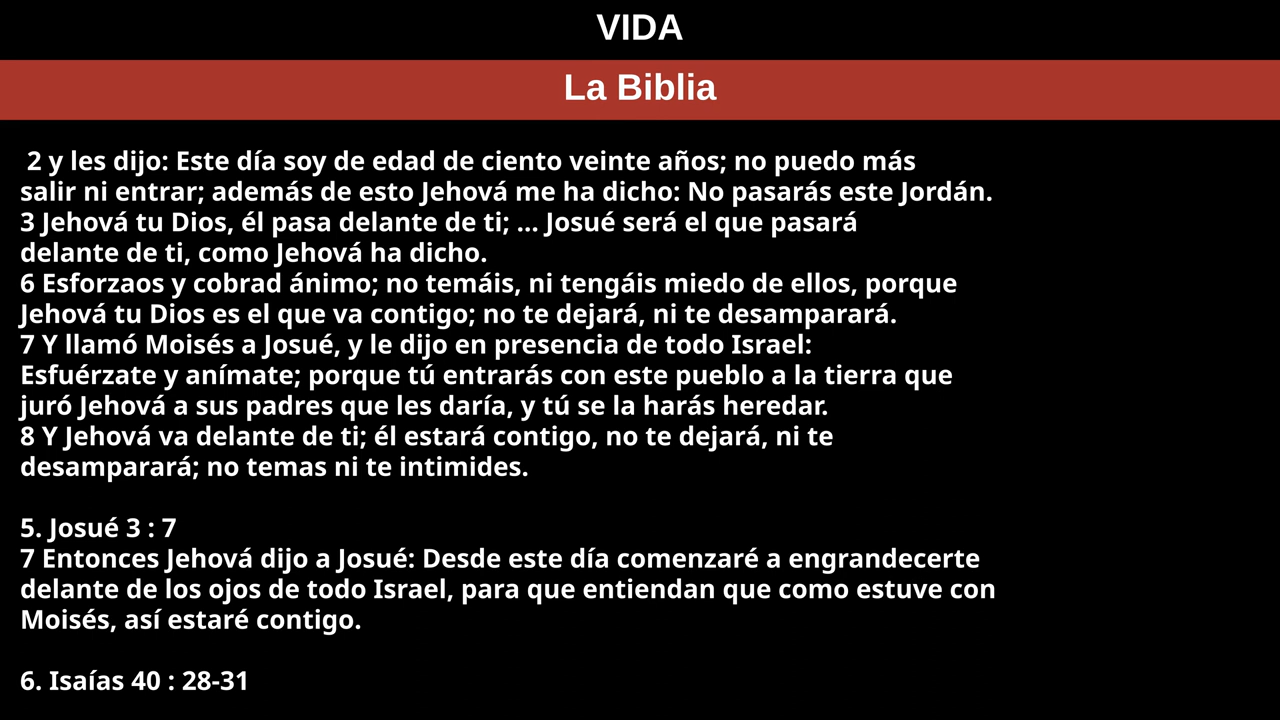 VIDA
La Biblia
2 y les dijo: Este día soy de edad de ciento veinte años; no puedo más
salir ni entrar; además de esto Jehová me ha dicho: No pasarás este Jordán.
3 Jehová tu Dios, él pasa delante de ti; ... Josué será el que pasará
delante de ti, como Jehová ha dicho.
6 Esforzaos y cobrad ánimo; no temáis, ni tengáis miedo de ellos, porque
Jehová tu Dios es el que va contigo; no te dejará, ni te desamparará.
7 Y llamó Moisés a Josué, y le dijo en presencia de todo Israel:
Esfuérzate y anímate; porque tú entrarás con este pueblo a la tierra que
juró Jehová a sus padres que les daría, y tú se la harás heredar.
8 Y Jehová va delante de ti; él estará contigo, no te dejará, ni te
desamparará; no temas ni te intimides.
5. Josué 3 : 7
7 Entonces Jehová dijo a Josué: Desde este día comenzaré a engrandecerte
delante de los ojos de todo Israel, para que entiendan que como estuve con
Moisés, así estaré contigo.
6. Isaías 40 : 28-31